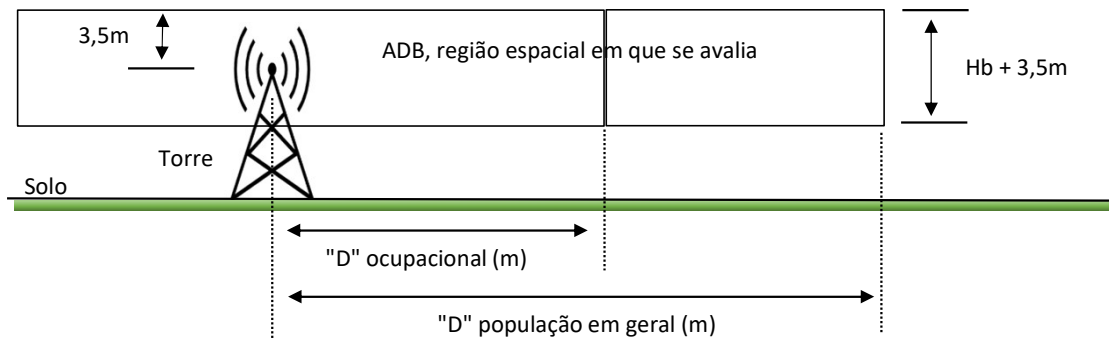 3,5m
ADB, região espacial em que se avalia
Hb + 3,5m
Torre
Solo
"D" ocupacional (m)
"D" população em geral (m)